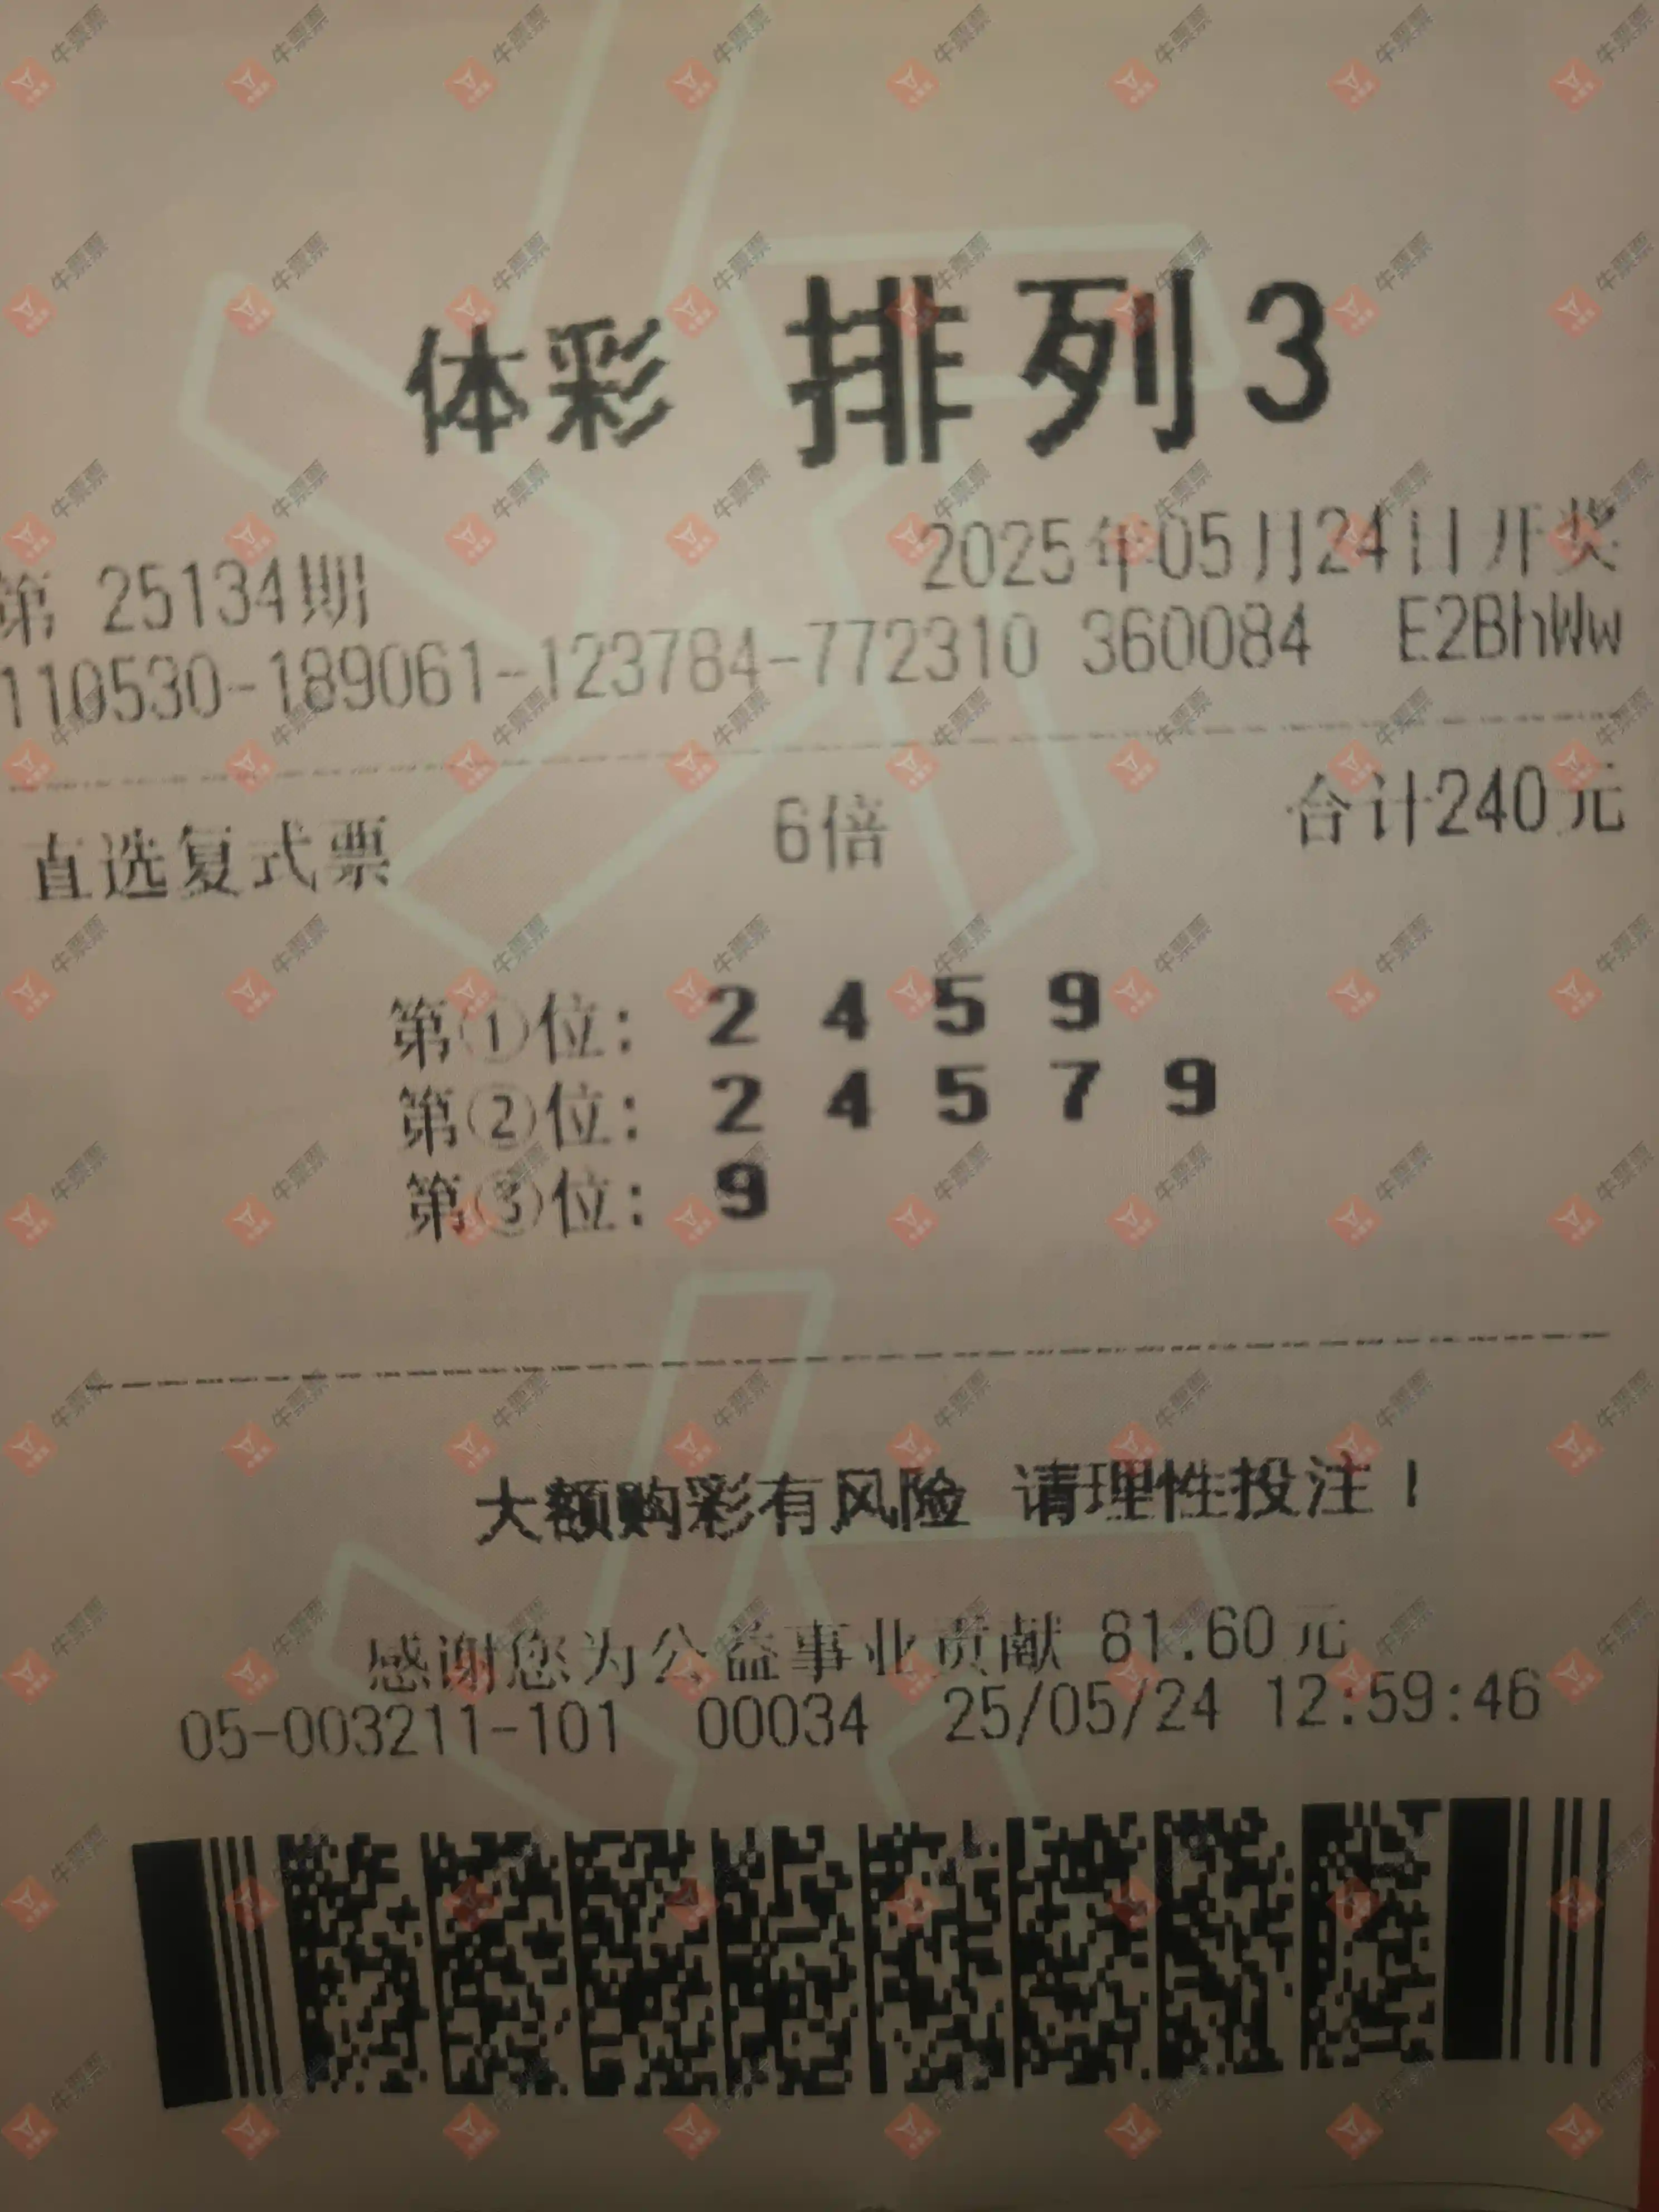 体彩 排列3
第 25134期 2025年05月24日开奖
110530-189061-123784-772310 360084 E2BhWw
直选复式票 6倍 合计240元
第①位: 2 4 5 9
第②位: 2 4 5 7 9
第③位: 9
大额购彩有风险 请理性投注!
感谢您为公益事业贡献 81.60元
05-003211-101 00034 25/05/24 12:59:46
牛票票